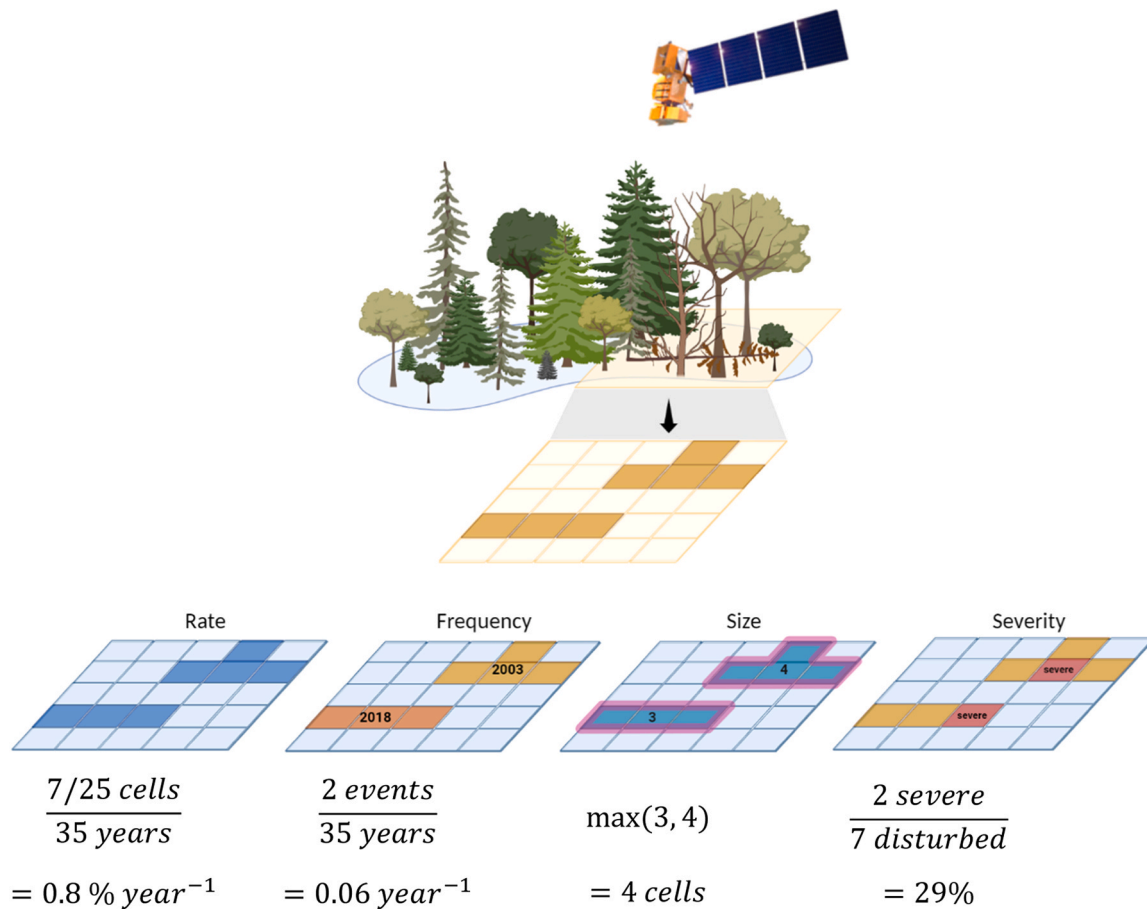 Rate Frequency Size Severity
2003
4
severe
2018
3
severe
7/25 cells
35 years
= 0.8 % year⁻¹
2 events
35 years
= 0.06 year⁻¹
max(3, 4)
= 4 cells
2 severe
7 disturbed
= 29%